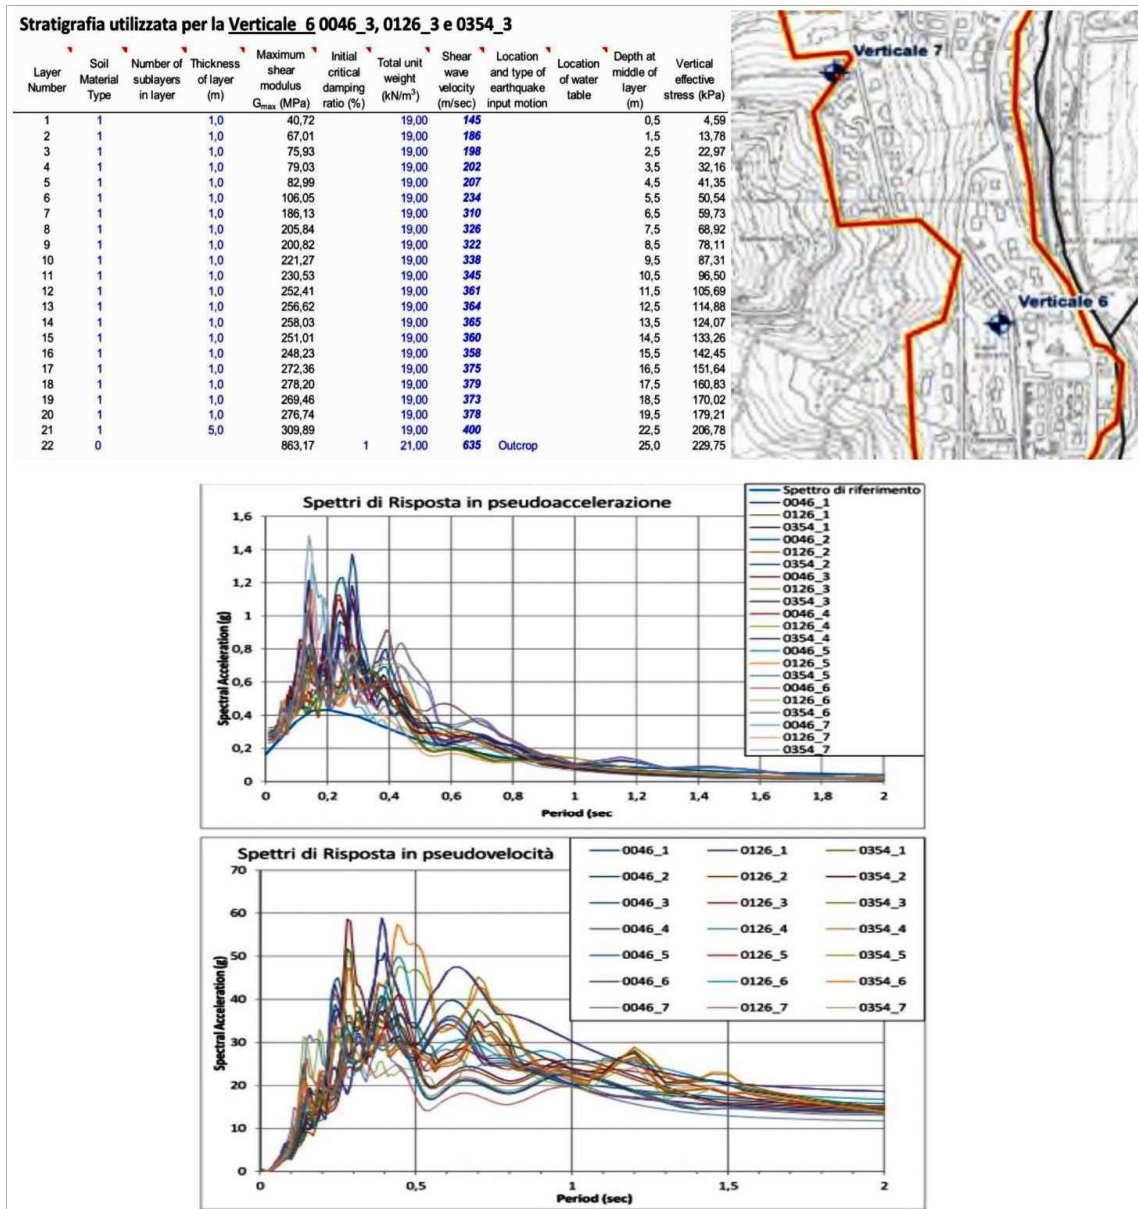 Stratigrafia utilizzata per la Verticale 6 0046_3, 0126_3 e 0354_3
Layer Number Soil Material Type Number of sublayers in layer Thickness of layer (m) Maximum shear modulus Gmax (MPa) Initial critical damping ratio (%) Total unit weight (kN/m³) Shear wave velocity (m/sec) Location and type of earthquake input motion Location of water table Depth at middle of layer (m) Vertical effective stress (kPa)
1 1 1,0 40,72 19,00 145 0,5 4,59
2 1 1,0 67,01 19,00 186 1,5 13,78
3 1 1,0 75,93 19,00 198 2,5 22,97
4 1 1,0 79,03 19,00 202 3,5 32,16
5 1 1,0 82,99 19,00 207 4,5 41,35
6 1 1,0 106,05 19,00 234 5,5 50,54
7 1 1,0 186,13 19,00 310 6,5 59,73
8 1 1,0 205,84 19,00 326 7,5 68,92
9 1 1,0 200,82 19,00 322 8,5 78,11
10 1 1,0 221,27 19,00 338 9,5 87,31
11 1 1,0 230,53 19,00 345 10,5 96,50
12 1 1,0 252,41 19,00 361 11,5 105,69
13 1 1,0 256,62 19,00 364 12,5 114,88
14 1 1,0 258,03 19,00 365 13,5 124,07
15 1 1,0 251,01 19,00 360 14,5 133,26
16 1 1,0 248,23 19,00 358 15,5 142,45
17 1 1,0 272,36 19,00 375 16,5 151,64
18 1 1,0 278,20 19,00 379 17,5 160,83
19 1 1,0 269,46 19,00 373 18,5 170,02
20 1 1,0 276,74 19,00 378 19,5 179,21
21 1 5,0 309,89 19,00 400 22,5 206,78
22 0 863,17 1 21,00 635 Outcrop 25,0 229,75
Verticale 7
Verticale 6
Spettri di Risposta in pseudoaccelerazione
Spectral Acceleration (g)
1,6
1,4
1,2
1
0,8
0,6
0,4
0,2
0
0 0,2 0,4 0,6 0,8 1 1,2 1,4 1,6 1,8 2
Period (sec
Spettro di riferimento
0046_1
0126_1
0354_1
0046_2
0126_2
0354_2
0046_3
0126_3
0354_3
0046_4
0126_4
0354_4
0046_5
0126_5
0354_5
0046_6
0126_6
0354_6
0046_7
0126_7
0354_7
Spettri di Risposta in pseudovelocità
Spectral Acceleration (g)
70
60
50
40
30
20
10
0
0 0,5 1 1,5 2
Period (sec)
0046_1 0126_1 0354_1
0046_2 0126_2 0354_2
0046_3 0126_3 0354_3
0046_4 0126_4 0354_4
0046_5 0126_5 0354_5
0046_6 0126_6 0354_6
0046_7 0126_7 0354_7